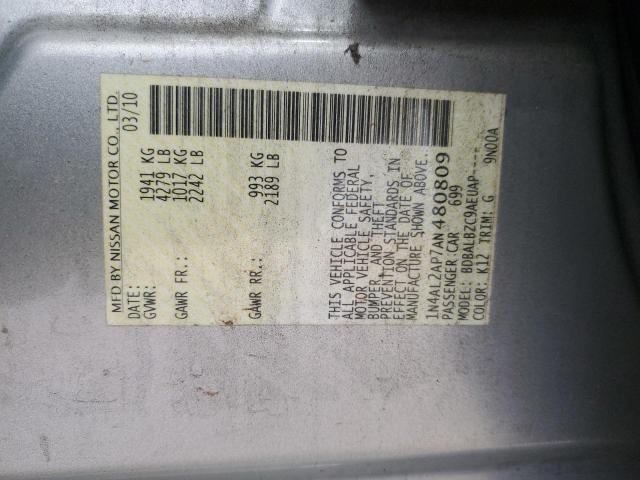 MFD BY NISSAN MOTOR CO., LTD.
DATE: 03/10
GVWR: 1941 KG
4279 LB
GAWR FR: 1017 KG
2242 LB
GAWR RR: 993 KG
2189 LB
THIS VEHICLE CONFORMS TO
ALL APPLICABLE FEDERAL
MOTOR VEHICLE SAFETY,
BUMPER, AND THEFT
PREVENTION STANDARDS IN
EFFECT ON THE DATE OF
MANUFACTURE SHOWN ABOVE.
1N4AL2AP7AN480809
PASSENGER CAR 699
MODEL: BDBALBZC9AEUAP----
COLOR: K12 TRIM: G 9N00A